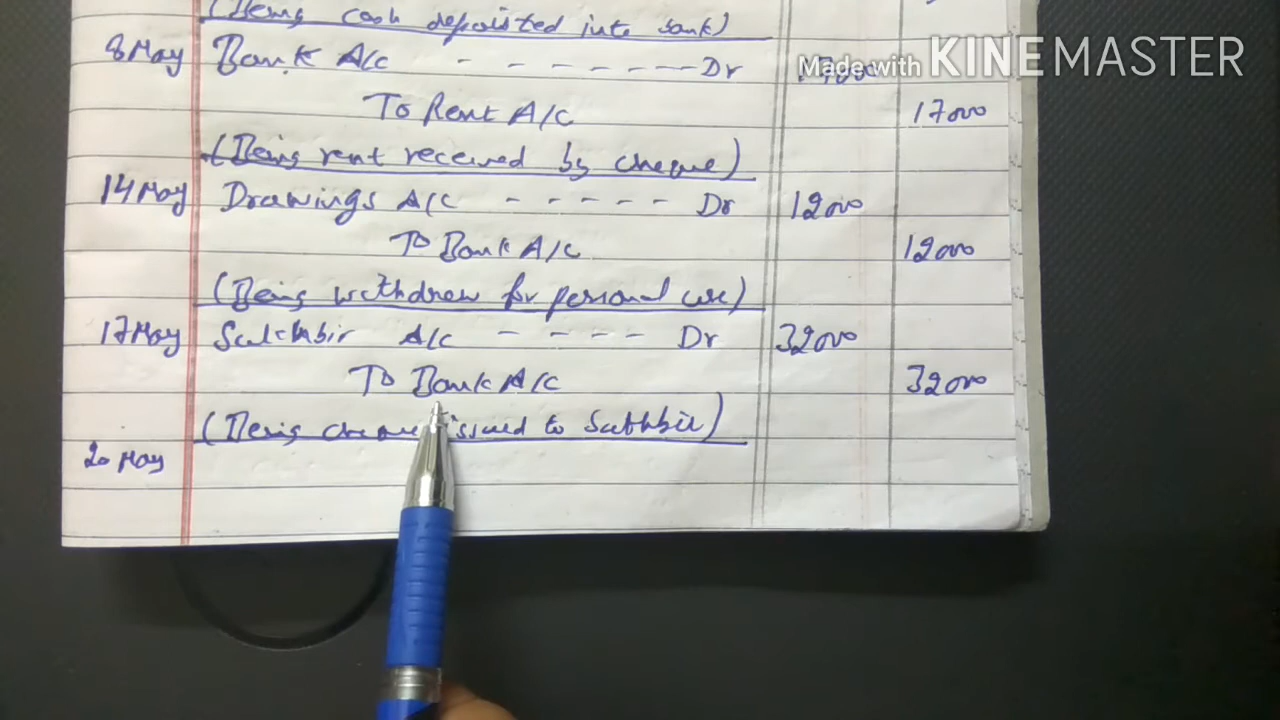 (Being cash depoisted into bank)
8 May Bank A/C - - - - - - - Dr
Made with KINEMASTER
To Rent A/C 17000
(Being rent received by cheque)
14 May Drawings A/C - - - - - Dr 12000
To Bank A/C 12000
(Being withdrew for personal use)
17 May Sukhbir A/C - - - - Dr 32000
To Bank A/C 32000
(Being cheque issued to Sukhbir)
20 May